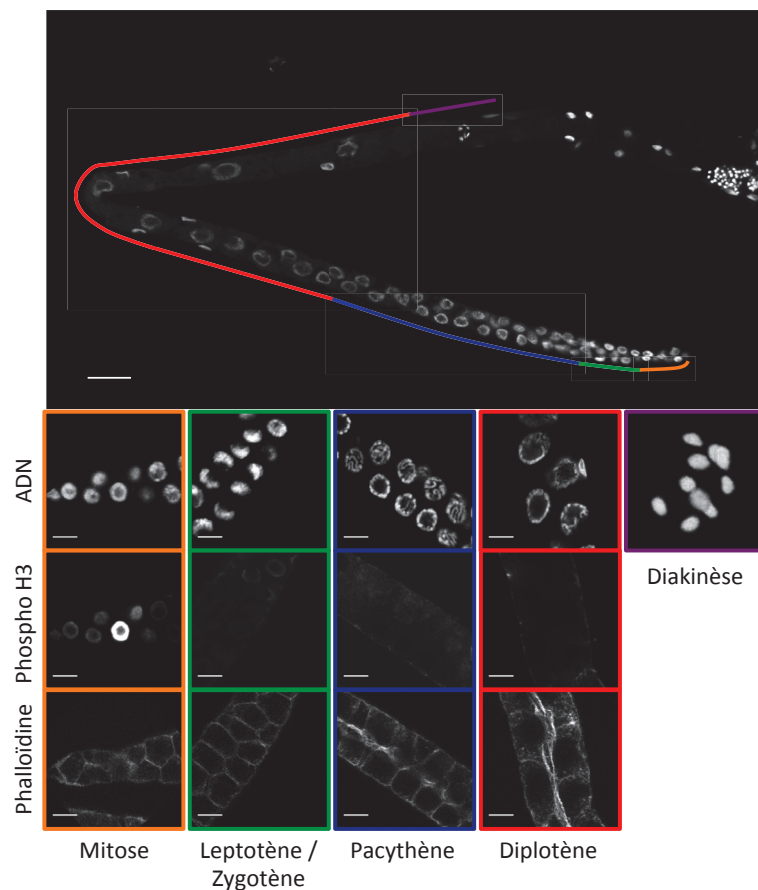 ADN
Diakinèse
Phospho H3
Phalloïdine
Mitose
Leptotène /
Zygotène
Pacythène
Diplotène